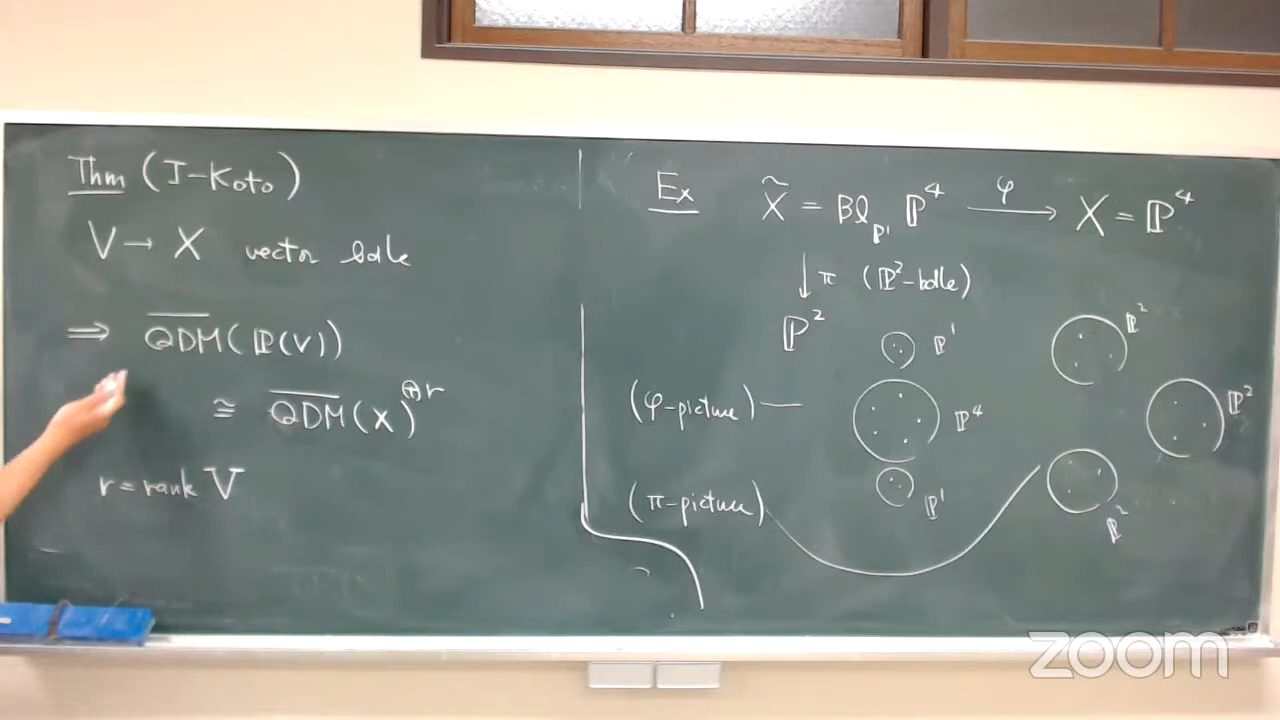 Thm (I-Koto)
V → X vector bdle
⇒ QDM(ℙ(V))
≅ QDM(X)^⊕r
r = rank V
Ex X̃ = Bl_ℙ¹ ℙ⁴ —φ→ X = ℙ⁴
↓ π (ℙ²-bdle)
ℙ²
(φ-picture) —
ℙ¹
ℙ⁴
ℙ¹
(π-picture)
ℙ²
ℙ²
ℙ²
zoom